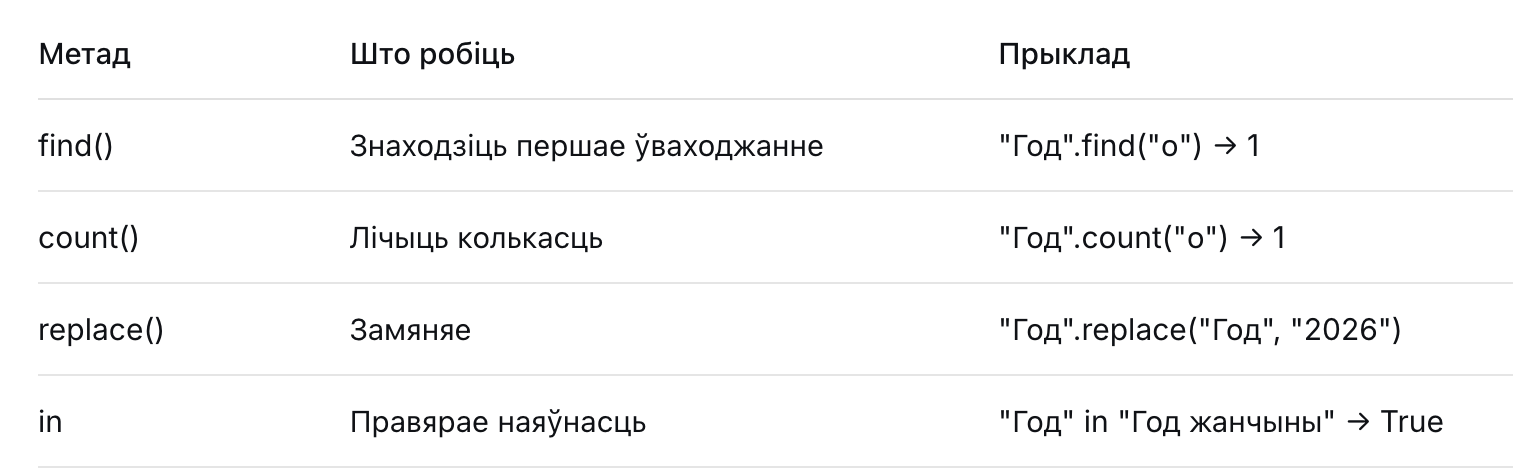 Метад Што робіць Прыклад
find() Знаходзіць першае ўваходжанне "Год".find("о") → 1
count() Лічыць колькасць "Год".count("о") → 1
replace() Замяняе "Год".replace("Год", "2026")
in Правярае наяўнасць "Год" in "Год жанчыны" → True